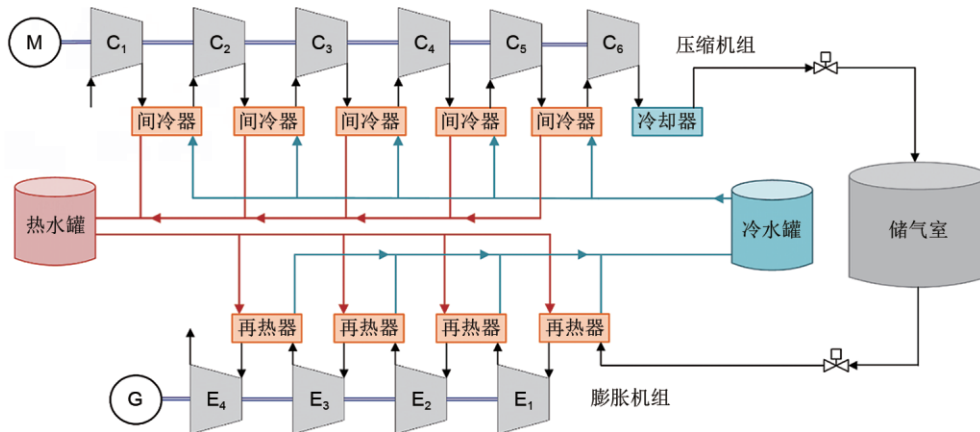 M
C1
C2
C3
C4
C5
C6
压缩机组
间冷器
间冷器
间冷器
间冷器
间冷器
冷却器
热水罐
冷水罐
储气室
再热器
再热器
再热器
再热器
G
E4
E3
E2
E1
膨胀机组